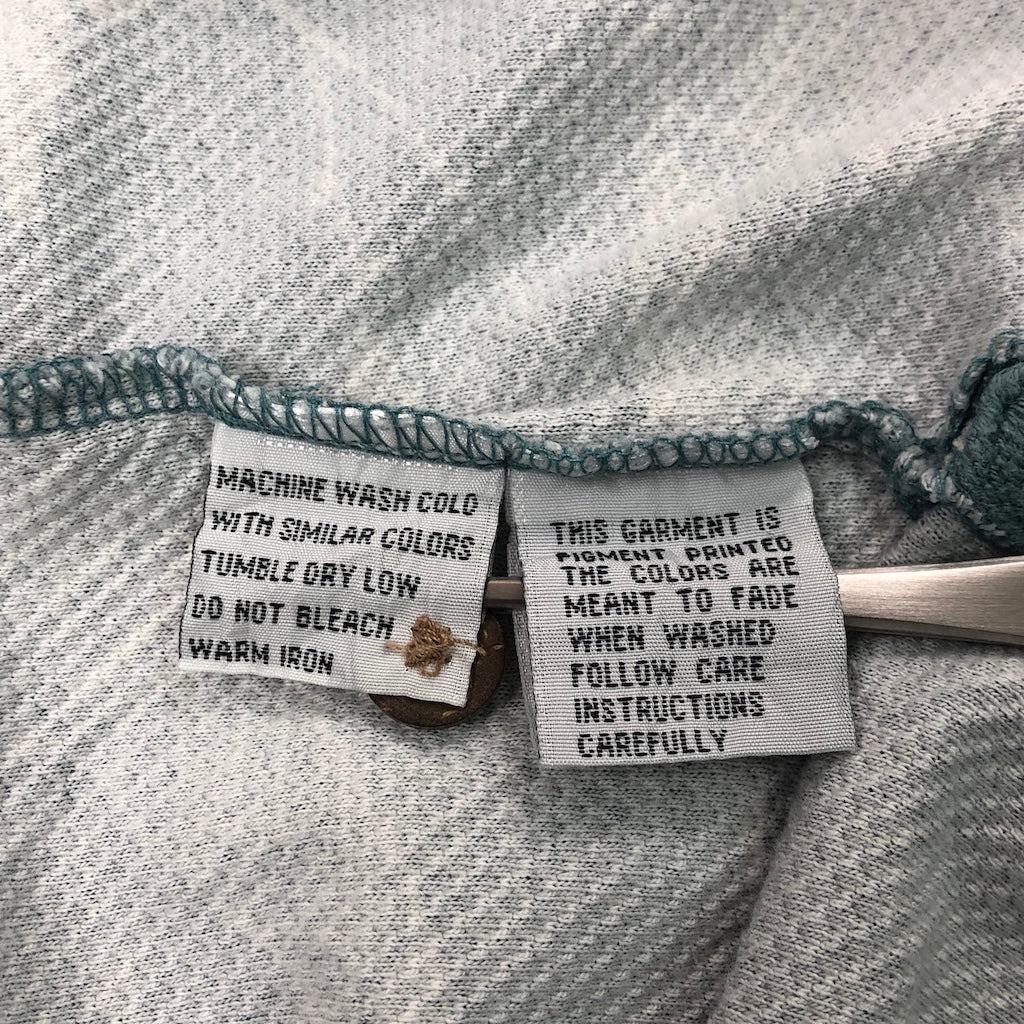 MACHINE WASH COLD
WITH SIMILAR COLORS
TUMBLE DRY LOW
DO NOT BLEACH
WARM IRON
THIS GARMENT IS
PIGMENT PRINTED
THE COLORS ARE
MEANT TO FADE
WHEN WASHED
FOLLOW CARE
INSTRUCTIONS
CAREFULLY